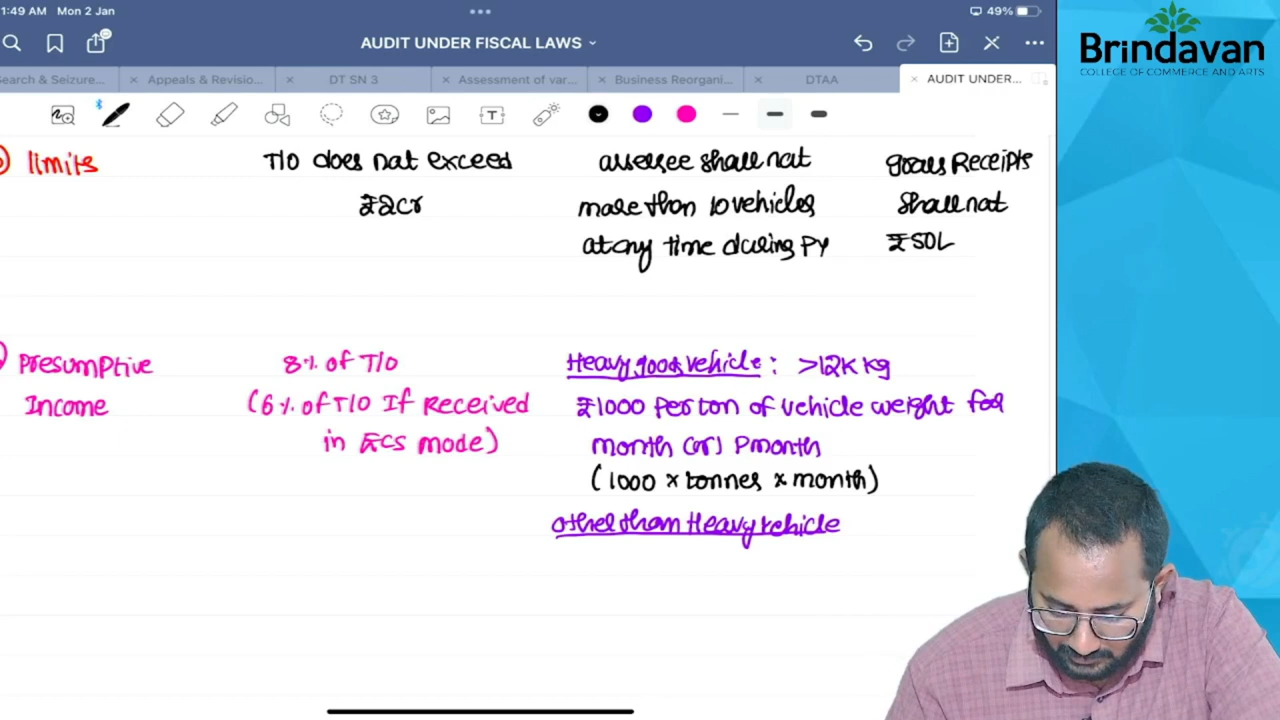 1:49 AM Mon 2 Jan
49%
AUDIT UNDER FISCAL LAWS
Brindavan
COLLEGE OF COMMERCE AND ARTS
earch & Seizure...
Appeals & Revisio...
DT SN 3
Assessment of var...
Business Reorgani...
DTAA
AUDIT UNDER...
limits
T/O does not exceed
₹2cr
assessee shall not
more than 10 vehicles
at any time during PY
gross Receipts
shall not
₹50L
Presumptive
Income
8% of T/O
(6% of T/O If Received
in ECS mode)
Heavy goods vehicle : >12K kg
₹1000 per ton of vehicle weight for
month (or) Pmonth
(1000 × tonnes × month)
other than Heavy vehicle